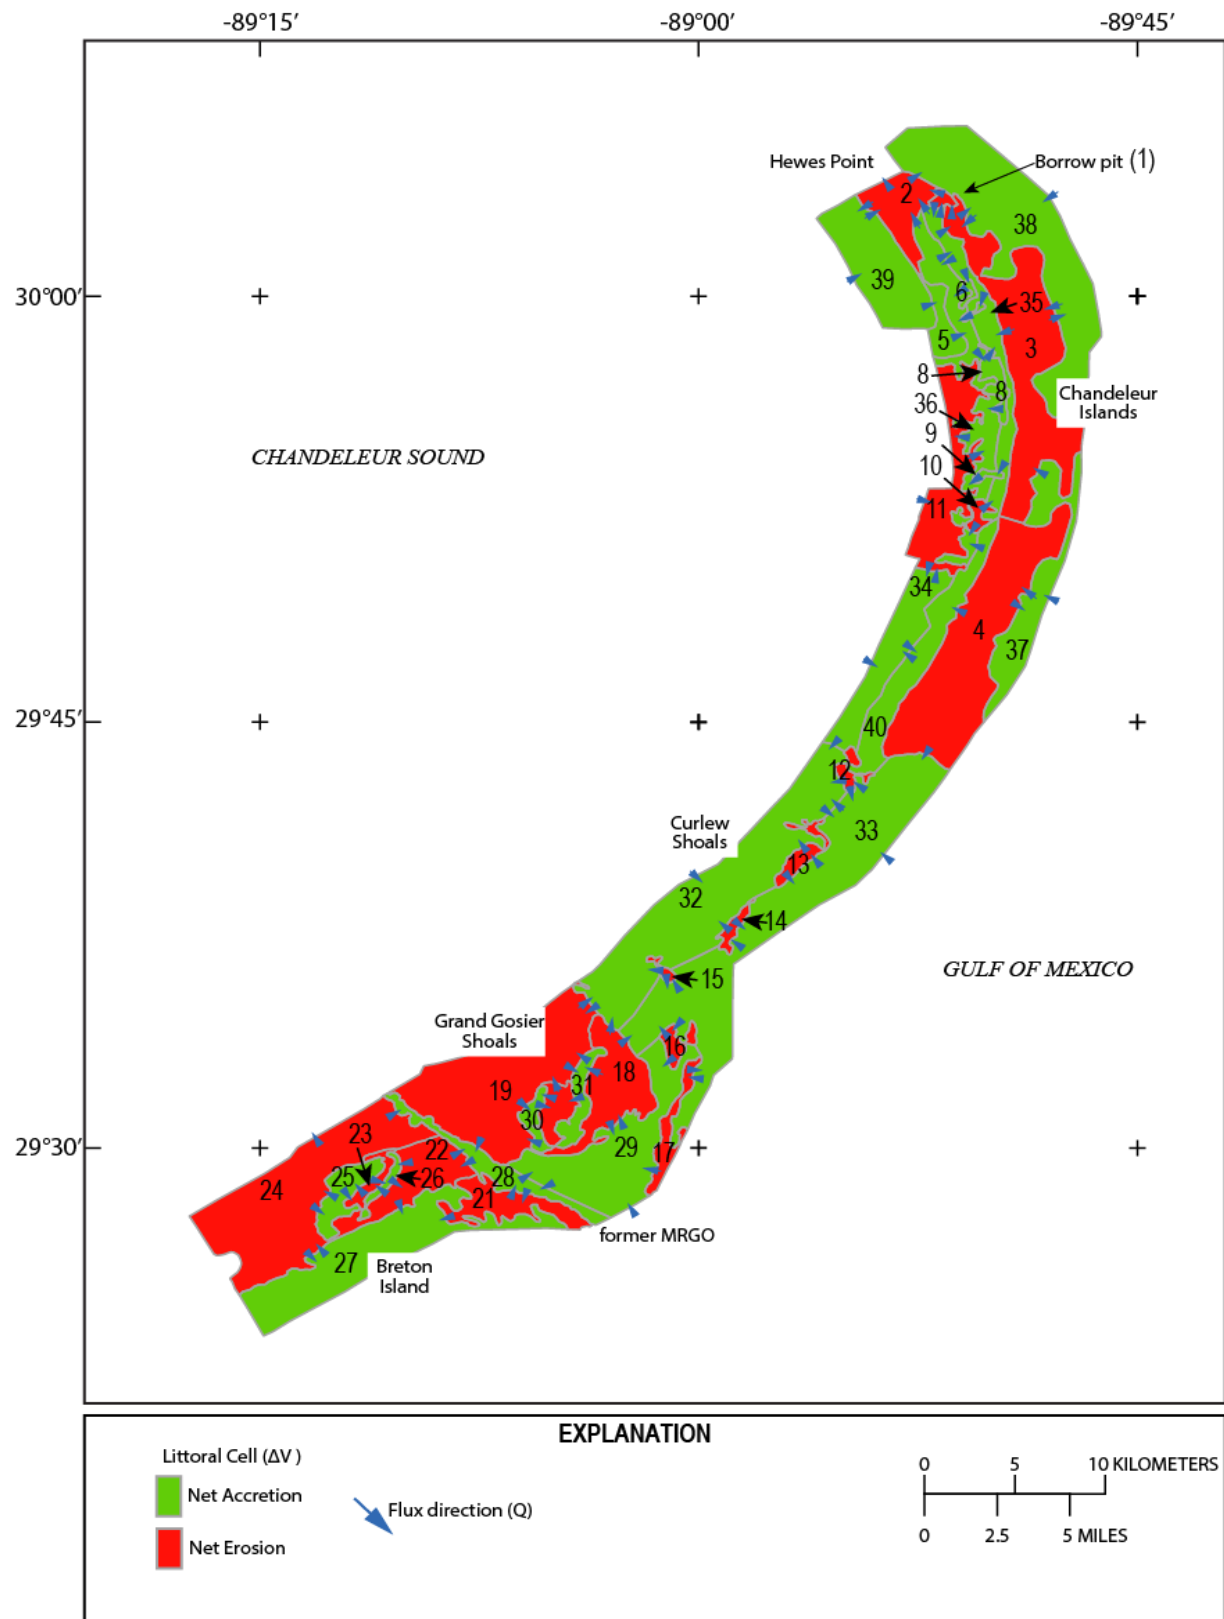 -89°15′ -89°00′ -89°45′
Hewes Point
Borrow pit (1)
2
38
39
30°00′
6
35
5
3
8
8
36
Chandeleur
Islands
9
CHANDELEUR SOUND
10
11
34
4
37
29°45′
40
12
Curlew
Shoals
33
13
32
14
GULF OF MEXICO
15
Grand Gosier
Shoals
16
18
31
19
30
29°30′
23
29
22
17
25
26
28
24
21
former MRGO
27
Breton
Island
EXPLANATION
Littoral Cell (ΔV )
Net Accretion
Flux direction (Q)
Net Erosion
0 5 10 KILOMETERS
0 2.5 5 MILES